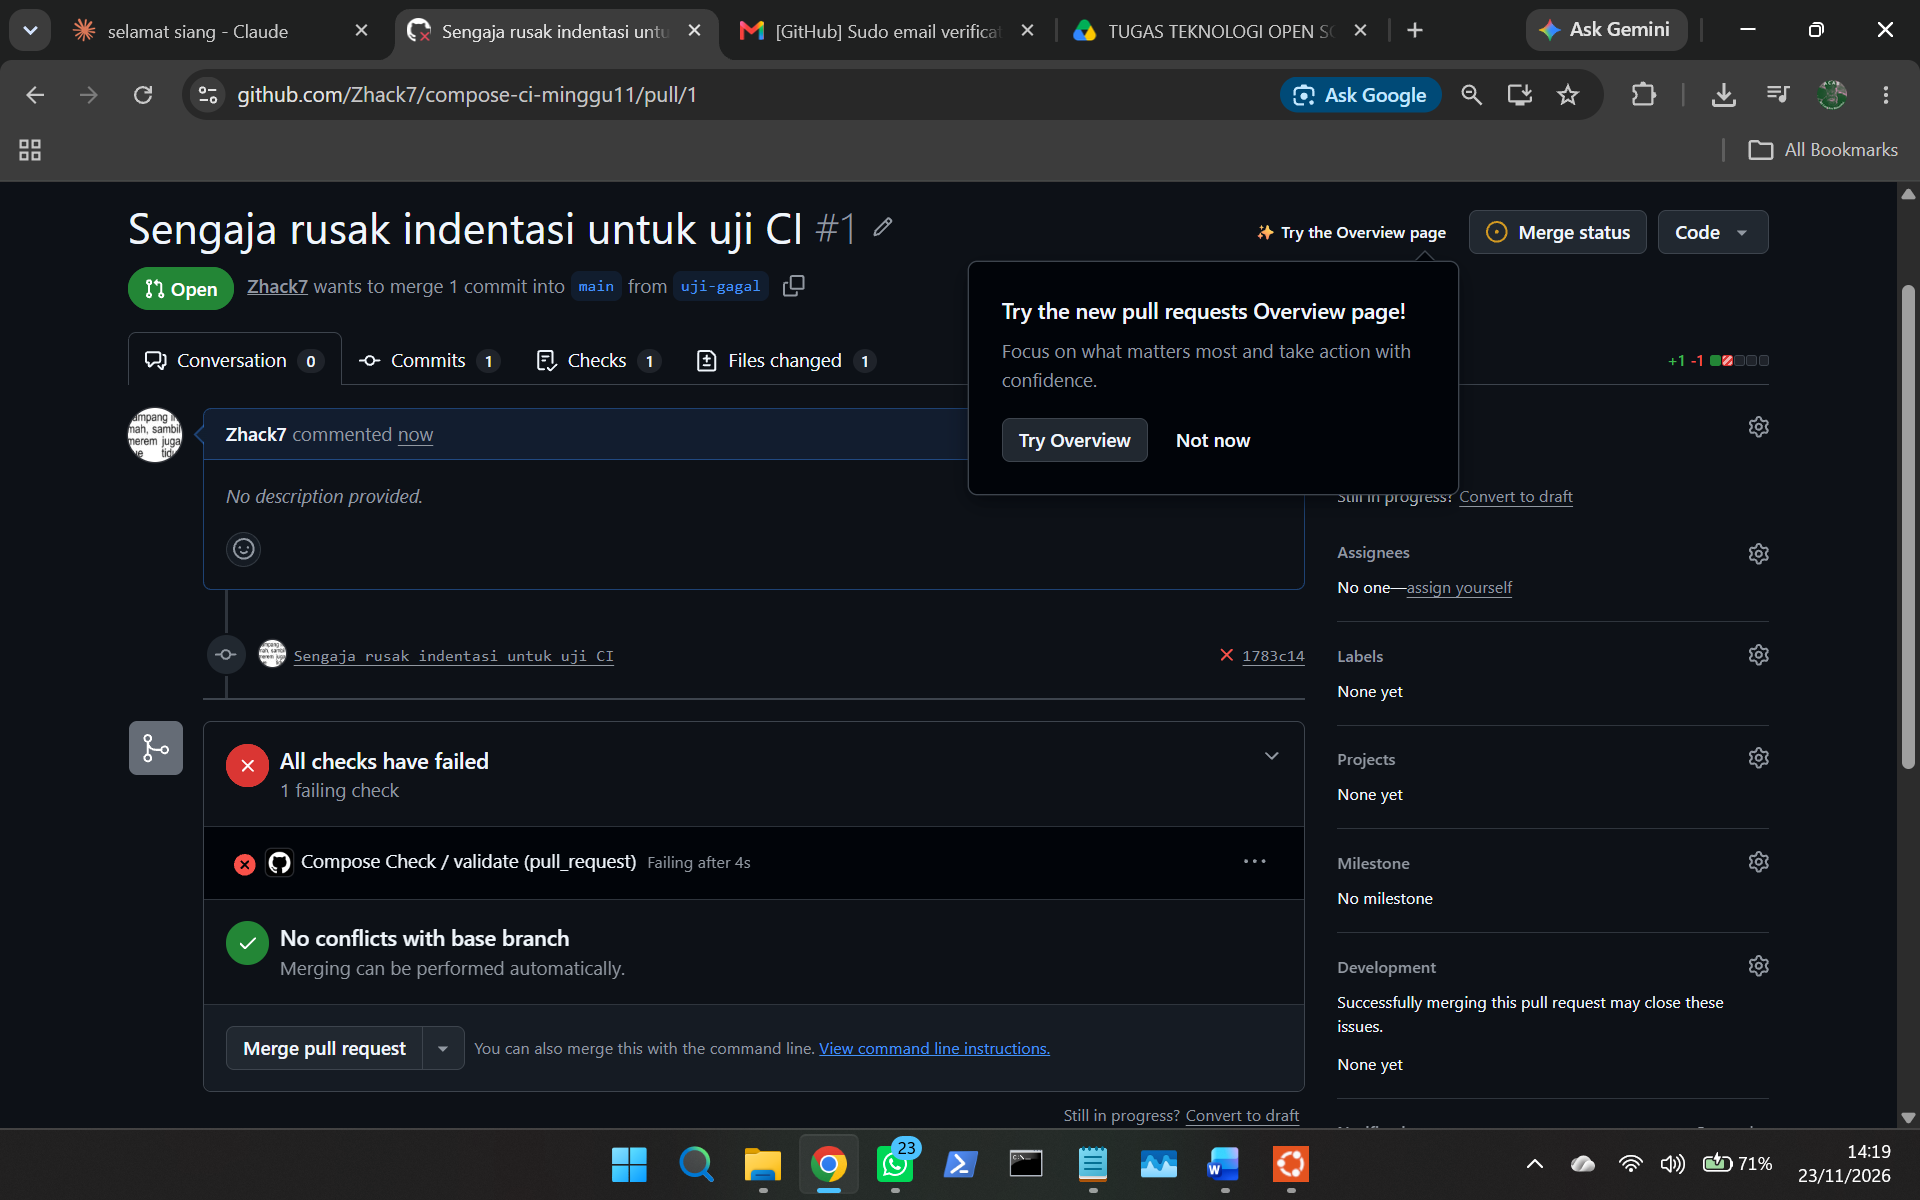 selamat siang - Claude
Sengaja rusak indentasi untu
[GitHub] Sudo email verificat
TUGAS TEKNOLOGI OPEN SO
Ask Gemini
github.com/Zhack7/compose-ci-minggu11/pull/1
Ask Google
All Bookmarks
Sengaja rusak indentasi untuk uji CI #1
Try the Overview page
Merge status
Code
Open
Zhack7 wants to merge 1 commit into main from uji-gagal
Try the new pull requests Overview page!
Focus on what matters most and take action with
confidence.
Try Overview
Not now
Conversation 0
Commits 1
Checks 1
Files changed 1
+1 -1
Zhack7 commented now
No description provided.
Still in progress? Convert to draft
Assignees
No one—assign yourself
Sengaja rusak indentasi untuk uji CI
1783c14
Labels
None yet
All checks have failed
1 failing check
Projects
None yet
Compose Check / validate (pull_request) Failing after 4s
Milestone
No milestone
No conflicts with base branch
Merging can be performed automatically.
Development
Successfully merging this pull request may close these
issues.
None yet
Merge pull request
You can also merge this with the command line. View command line instructions.
Still in progress? Convert to draft
23
71%
14:19
23/11/2026